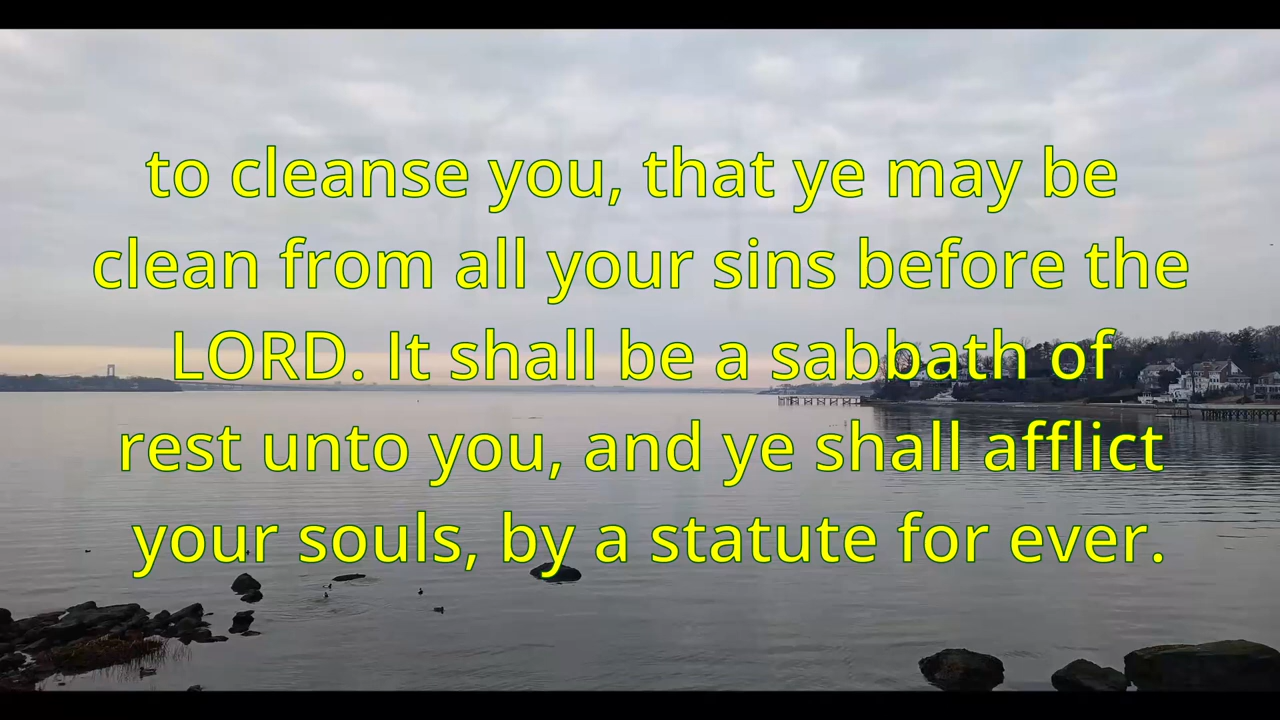 to cleanse you, that ye may be
clean from all your sins before the
LORD. It shall be a sabbath of
rest unto you, and ye shall afflict
your souls, by a statute for ever.